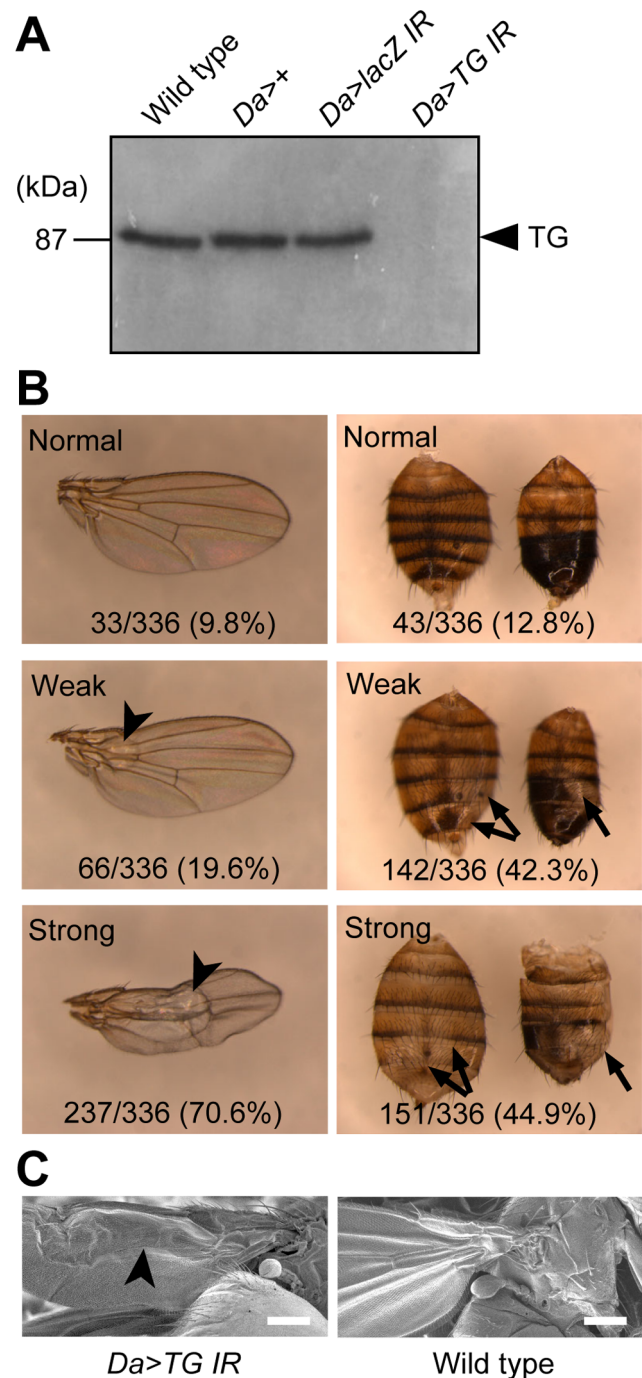 A
Wild type
Da>+
Da>lacZ IR
Da>TG IR
(kDa)
87
TG
B
Normal
33/336 (9.8%)
Normal
43/336 (12.8%)
Weak
66/336 (19.6%)
Weak
142/336 (42.3%)
Strong
237/336 (70.6%)
Strong
151/336 (44.9%)
C
Da>TG IR
Wild type